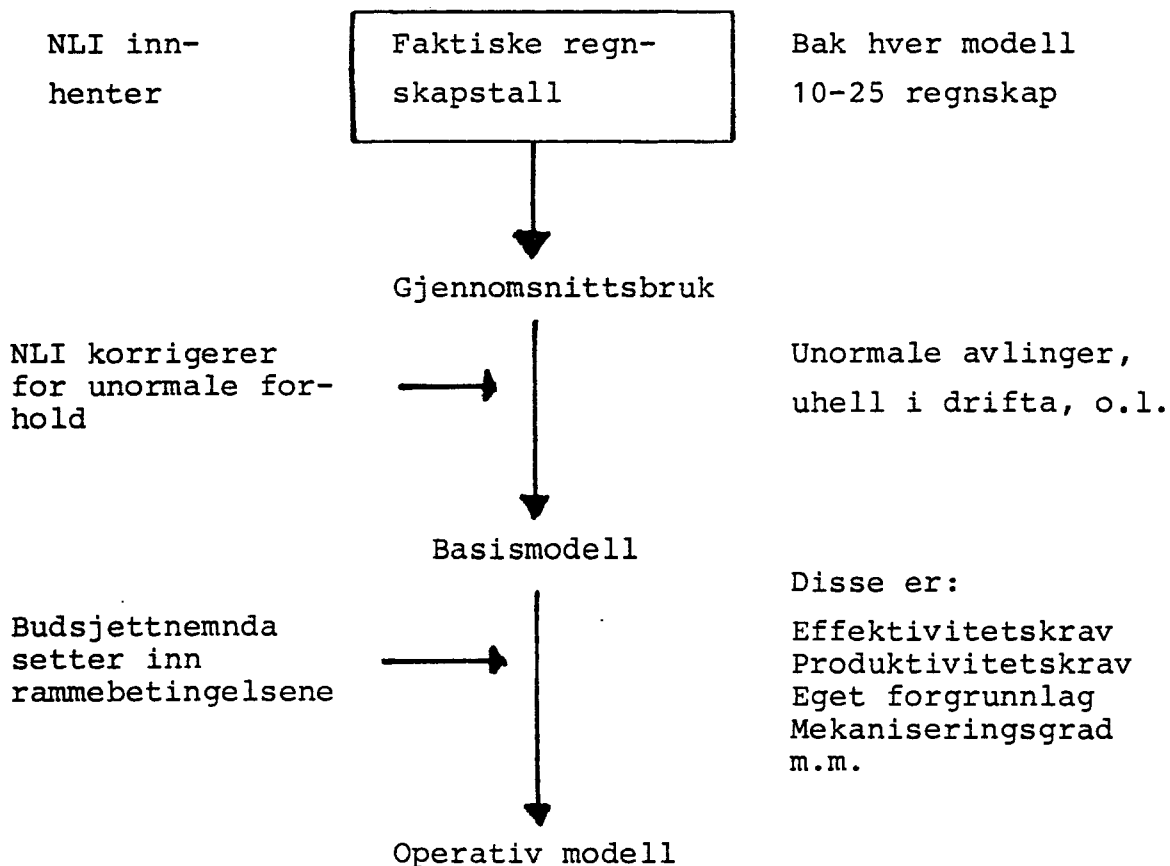 NLI inn-
henter
Faktiske regn-
skapstall
Bak hver modell
10-25 regnskap
Gjennomsnittsbruk
NLI korrigerer
for unormale for-
hold
Unormale avlinger,
uhell i drifta, o.l.
Basismodell
Budsjettnemnda
setter inn
rammebetingelsene
Disse er:
Effektivitetskrav
Produktivitetskrav
Eget forgrunnlag
Mekaniseringsgrad
m.m.
Operativ modell